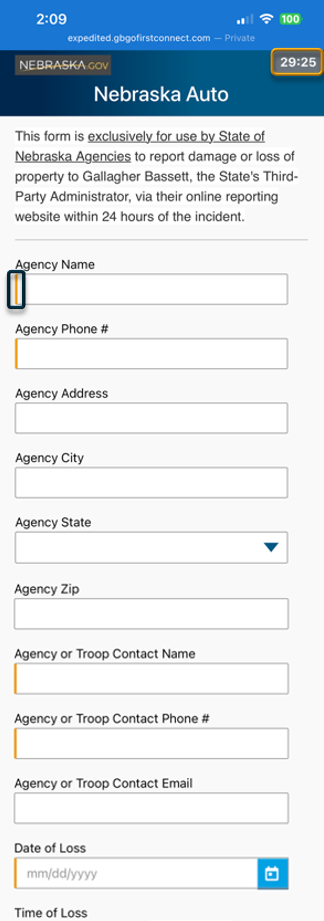 2:09
100
expedited.gbgofirstconnect.com — Private
NEBRASKA.GOV
29:25
Nebraska Auto
This form is exclusively for use by State of
Nebraska Agencies to report damage or loss of
property to Gallagher Bassett, the State's Third-
Party Administrator, via their online reporting
website within 24 hours of the incident.
Agency Name
Agency Phone #
Agency Address
Agency City
Agency State
Agency Zip
Agency or Troop Contact Name
Agency or Troop Contact Phone #
Agency or Troop Contact Email
Date of Loss
mm/dd/yyyy
Time of Loss